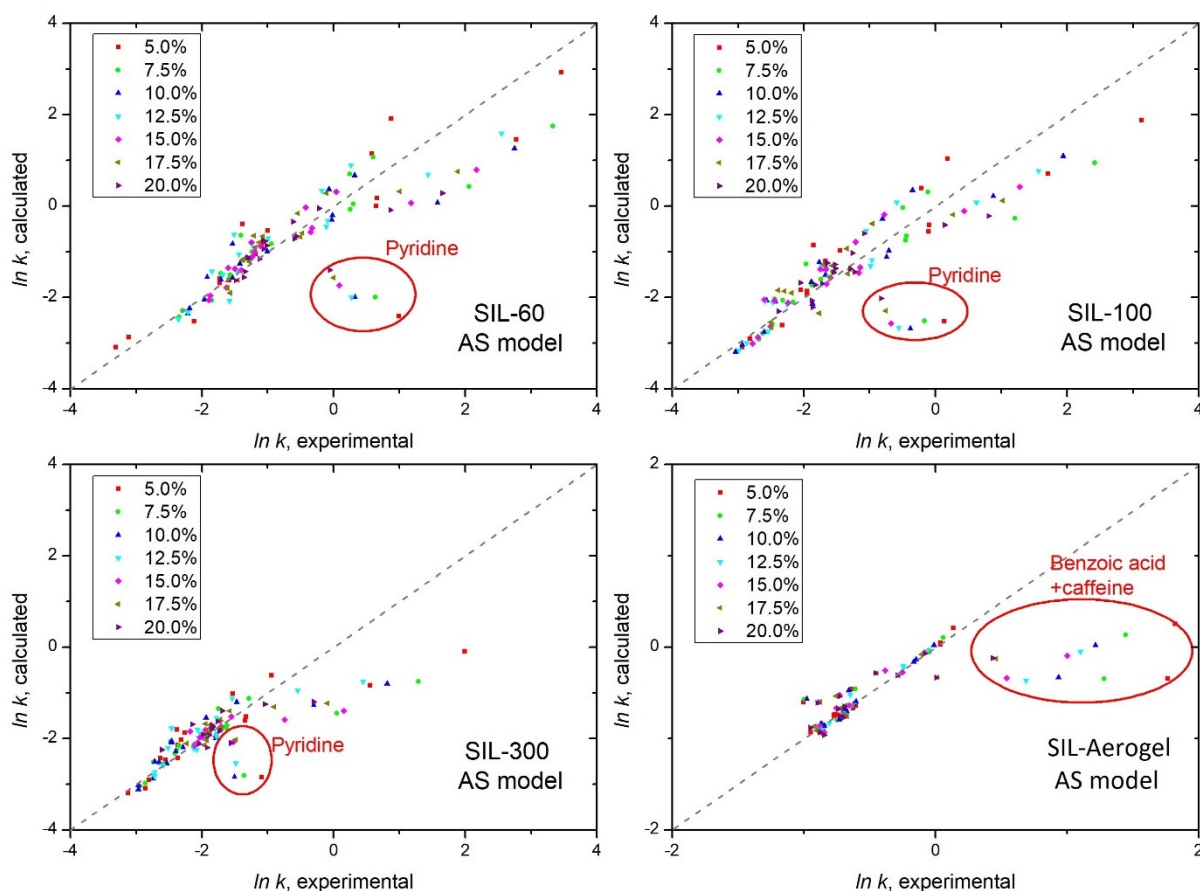 4
2
0
-2
-4
ln k, calculated
5.0%
7.5%
10.0%
12.5%
15.0%
17.5%
20.0%
Pyridine
SIL-60
AS model
-4 -2 0 2 4
ln k, experimental
4
2
0
-2
-4
ln k, calculated
5.0%
7.5%
10.0%
12.5%
15.0%
17.5%
20.0%
Pyridine
SIL-100
AS model
-4 -2 0 2 4
ln k, experimental
4
2
0
-2
-4
ln k, calculated
5.0%
7.5%
10.0%
12.5%
15.0%
17.5%
20.0%
Pyridine
SIL-300
AS model
-4 -2 0 2 4
ln k, experimental
2
0
-2
ln k, calculated
5.0%
7.5%
10.0%
12.5%
15.0%
17.5%
20.0%
Benzoic acid
+caffeine
SIL-Aerogel
AS model
-2 0 2
ln k, experimental